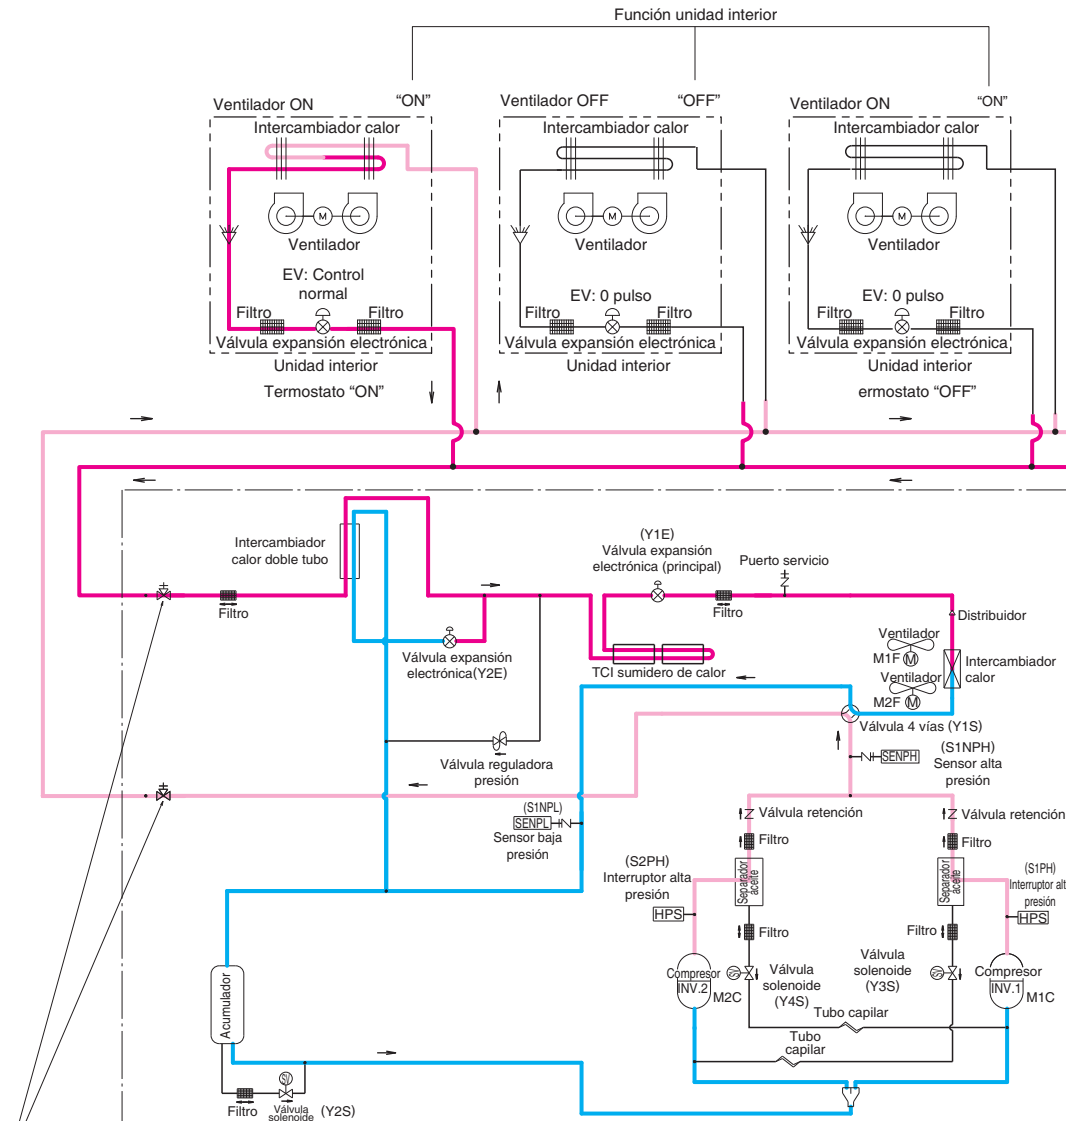 Función unidad interior
Ventilador ON
“ON”
Ventilador OFF
“OFF”
Ventilador ON
“ON”
Intercambiador calor
Intercambiador calor
Intercambiador calor
M
M
M
Ventilador
Ventilador
Ventilador
EV: Control
normal
EV: 0 pulso
EV: 0 pulso
Filtro
Filtro
Filtro
Filtro
Filtro
Filtro
Válvula expansión electrónica
Válvula expansión electrónica
Válvula expansión electrónica
Unidad interior
Unidad interior
Unidad interior
Termostato “ON”
ermostato “OFF”
Intercambiador
calor doble tubo
(Y1E)
Válvula expansión
electrónica (principal)
Puerto servicio
Filtro
Filtro
Distribuidor
Ventilador
M1F
M
Válvula expansión
electrónica(Y2E)
TCI sumidero de calor
Intercambiador
calor
Ventilador
M2F
M
Válvula 4 vías (Y1S)
Válvula reguladora
presión
SENPH
(S1NPH)
Sensor alta
presión
(S1NPL)
SENPL
Sensor baja
presión
Válvula retención
Válvula retención
Filtro
Filtro
(S2PH)
Interruptor alta
presión
Separador
aceite
Separador
aceite
(S1PH)
Interruptor alt
presión
HPS
HPS
Filtro
Filtro
Compresor
INV.2
M2C
Válvula
solenoide
(Y4S)
Válvula
solenoide
(Y3S)
Compresor
INV.1
M1C
Acumulador
Tubo capilar
Tubo
capilar
SV
Filtro
Válvula
solenoide
(Y2S)